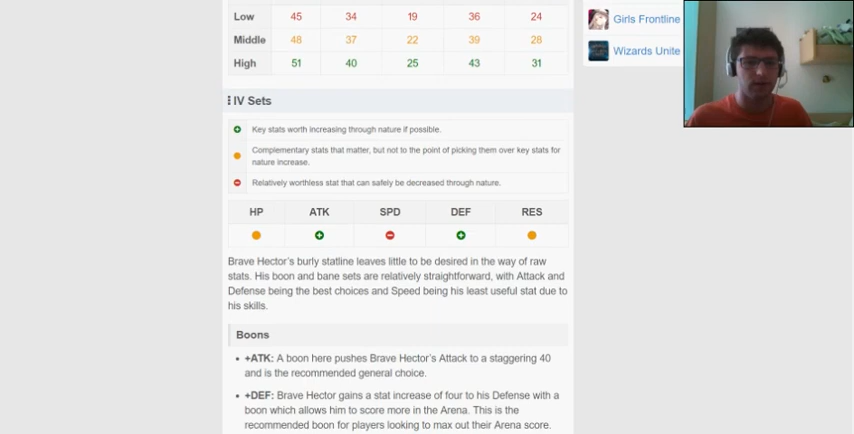 Low 45 34 19 36 24
Middle 48 37 22 39 28
High 51 40 25 43 31
Girls Frontline
Wizards Unite
IV Sets
Key stats worth increasing through nature if possible.
Complementary stats that matter, but not to the point of picking them over key stats for
nature increase.
Relatively worthless stat that can safely be decreased through nature.
HP ATK SPD DEF RES
Brave Hector's burly statline leaves little to be desired in the way of raw
stats. His boon and bane sets are relatively straightforward, with Attack and
Defense being the best choices and Speed being his least useful stat due to
his skills.
Boons
• +ATK: A boon here pushes Brave Hector's Attack to a staggering 40
and is the recommended general choice.
• +DEF: Brave Hector gains a stat increase of four to his Defense with a
boon which allows him to score more in the Arena. This is the
recommended boon for players looking to max out their Arena score.